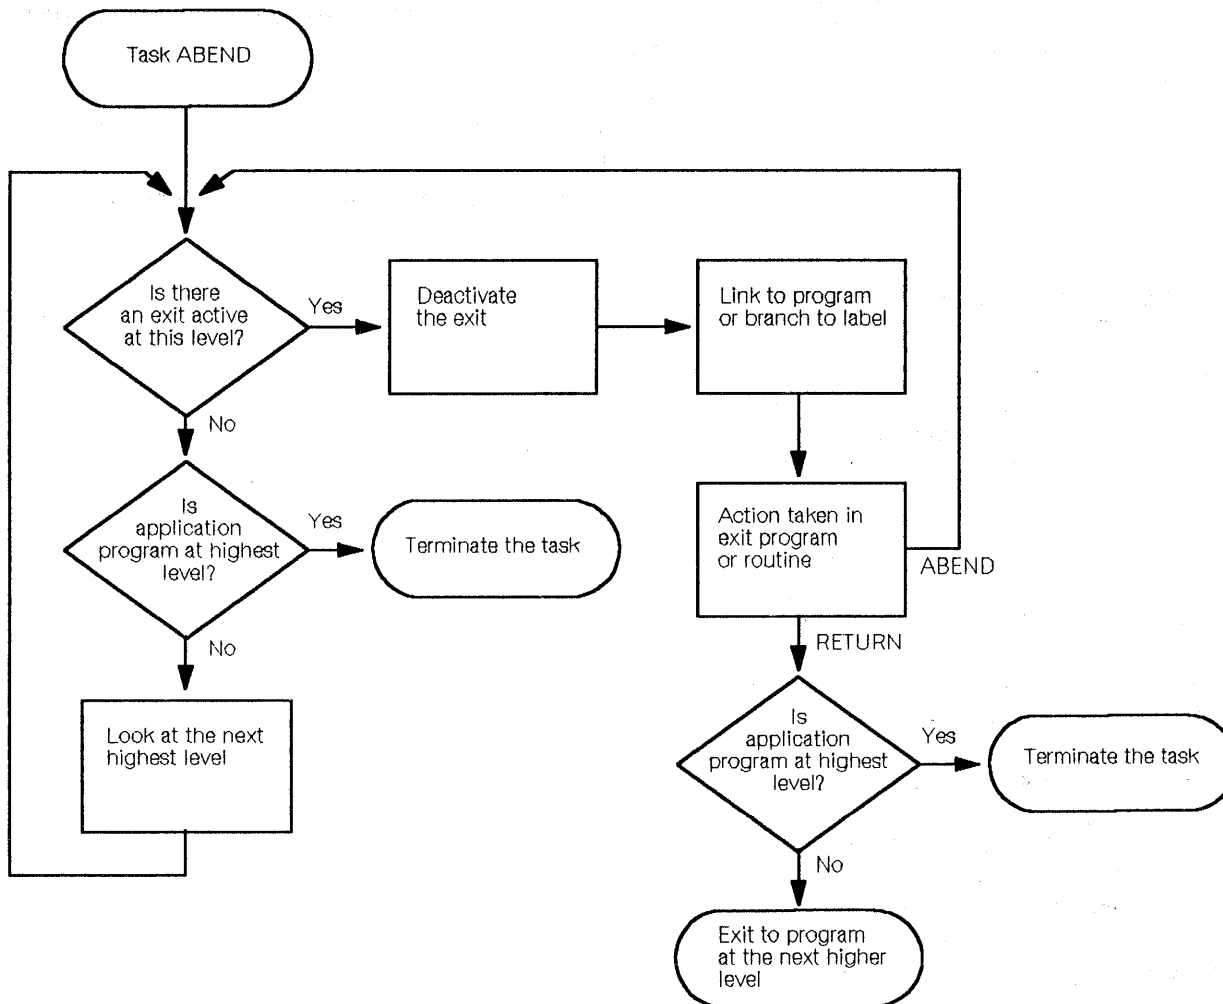 Task ABEND
Is there
an exit active
at this level?
Yes
Deactivate
the exit
Link to program
or branch to label
No
Is
application
program at highest
level?
Yes
Terminate the task
Action taken in
exit program
or routine
ABEND
No
RETURN
Look at the next
highest level
Is
application
program at highest
level?
Yes
Terminate the task
No
Exit to program
at the next higher
level